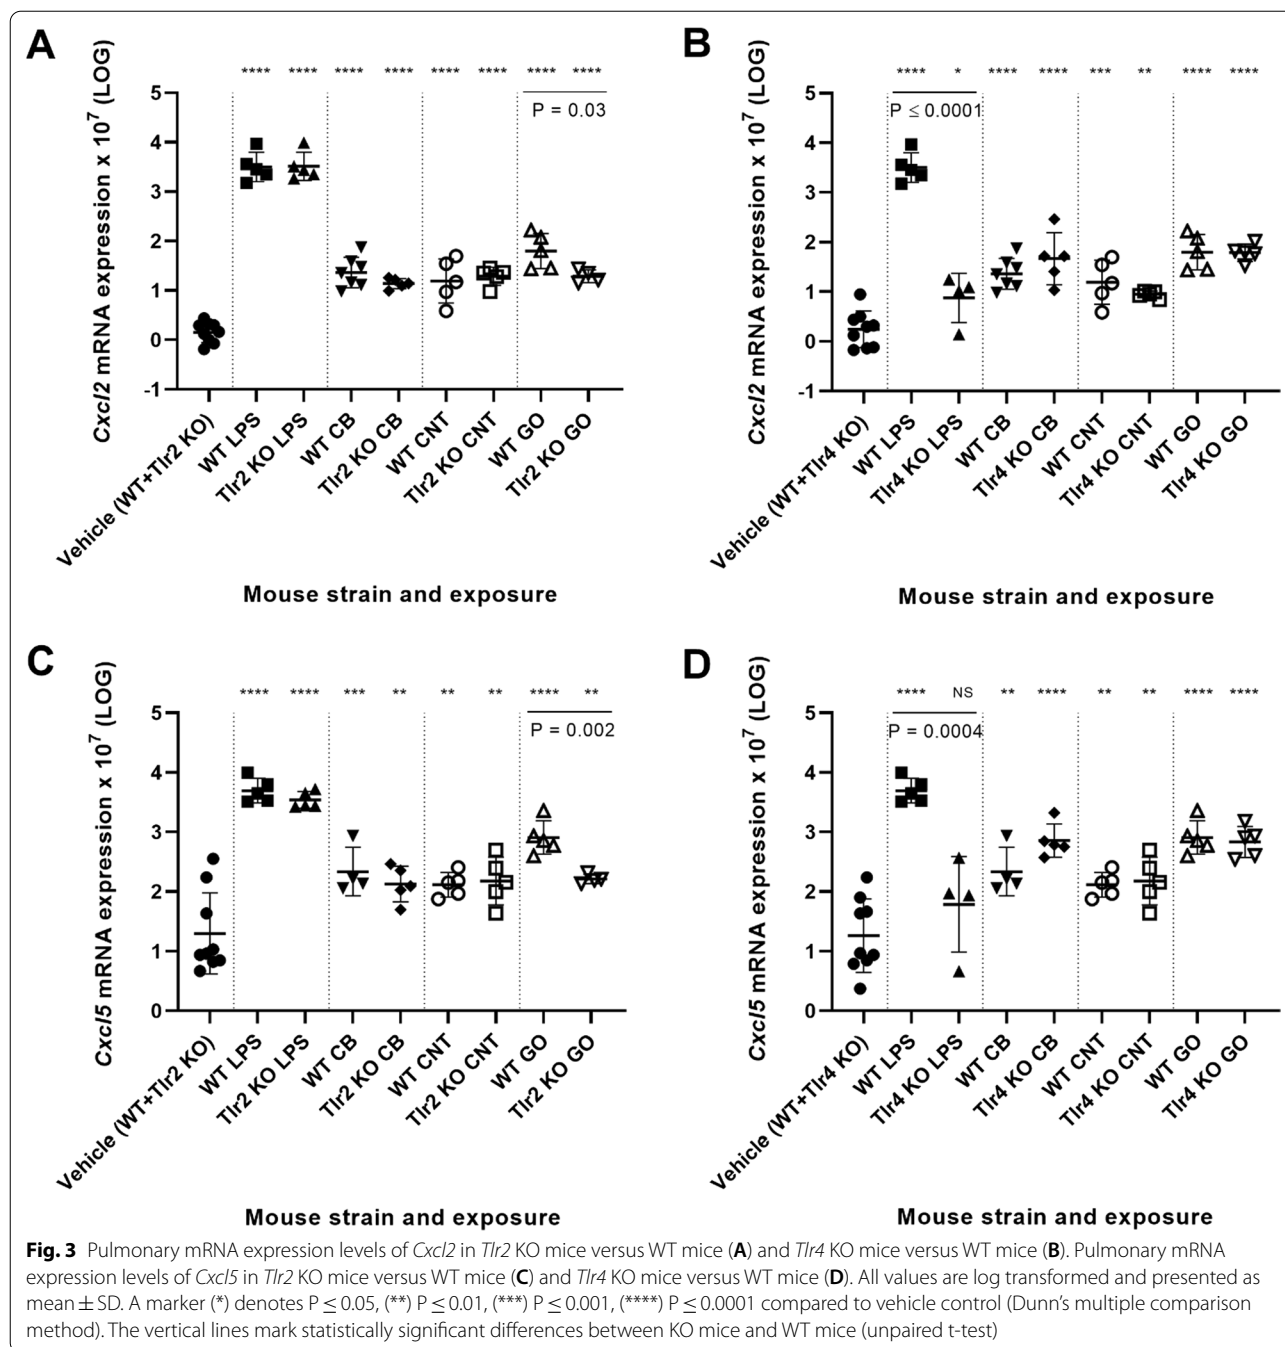 A
Cxcl2 mRNA expression x 10⁷ (LOG)
**** **** **** **** **** **** **** ****
P = 0.03
5
4
3
2
1
0
-1
Vehicle (WT+Tlr2 KO)
WT LPS
Tlr2 KO LPS
WT CB
Tlr2 KO CB
WT CNT
Tlr2 KO CNT
WT GO
Tlr2 KO GO
Mouse strain and exposure
B
Cxcl2 mRNA expression x 10⁷ (LOG)
**** * **** **** *** ** **** ****
P ≤ 0.0001
5
4
3
2
1
0
-1
Vehicle (WT+Tlr4 KO)
WT LPS
Tlr4 KO LPS
WT CB
Tlr4 KO CB
WT CNT
Tlr4 KO CNT
WT GO
Tlr4 KO GO
Mouse strain and exposure
C
Cxcl5 mRNA expression x 10⁷ (LOG)
**** **** *** ** ** ** **** **
P = 0.002
5
4
3
2
1
0
Vehicle (WT+Tlr2 KO)
WT LPS
Tlr2 KO LPS
WT CB
Tlr2 KO CB
WT CNT
Tlr2 KO CNT
WT GO
Tlr2 KO GO
Mouse strain and exposure
D
Cxcl5 mRNA expression x 10⁷ (LOG)
**** NS ** **** ** ** **** ****
P = 0.0004
5
4
3
2
1
0
Vehicle (WT+Tlr4 KO)
WT LPS
Tlr4 KO LPS
WT CB
Tlr4 KO CB
WT CNT
Tlr4 KO CNT
WT GO
Tlr4 KO GO
Mouse strain and exposure
Fig. 3 Pulmonary mRNA expression levels of Cxcl2 in Tlr2 KO mice versus WT mice (A) and Tlr4 KO mice versus WT mice (B). Pulmonary mRNA
expression levels of Cxcl5 in Tlr2 KO mice versus WT mice (C) and Tlr4 KO mice versus WT mice (D). All values are log transformed and presented as
mean ± SD. A marker (*) denotes P ≤ 0.05, (**) P ≤ 0.01, (***) P ≤ 0.001, (****) P ≤ 0.0001 compared to vehicle control (Dunn's multiple comparison
method). The vertical lines mark statistically significant differences between KO mice and WT mice (unpaired t-test)